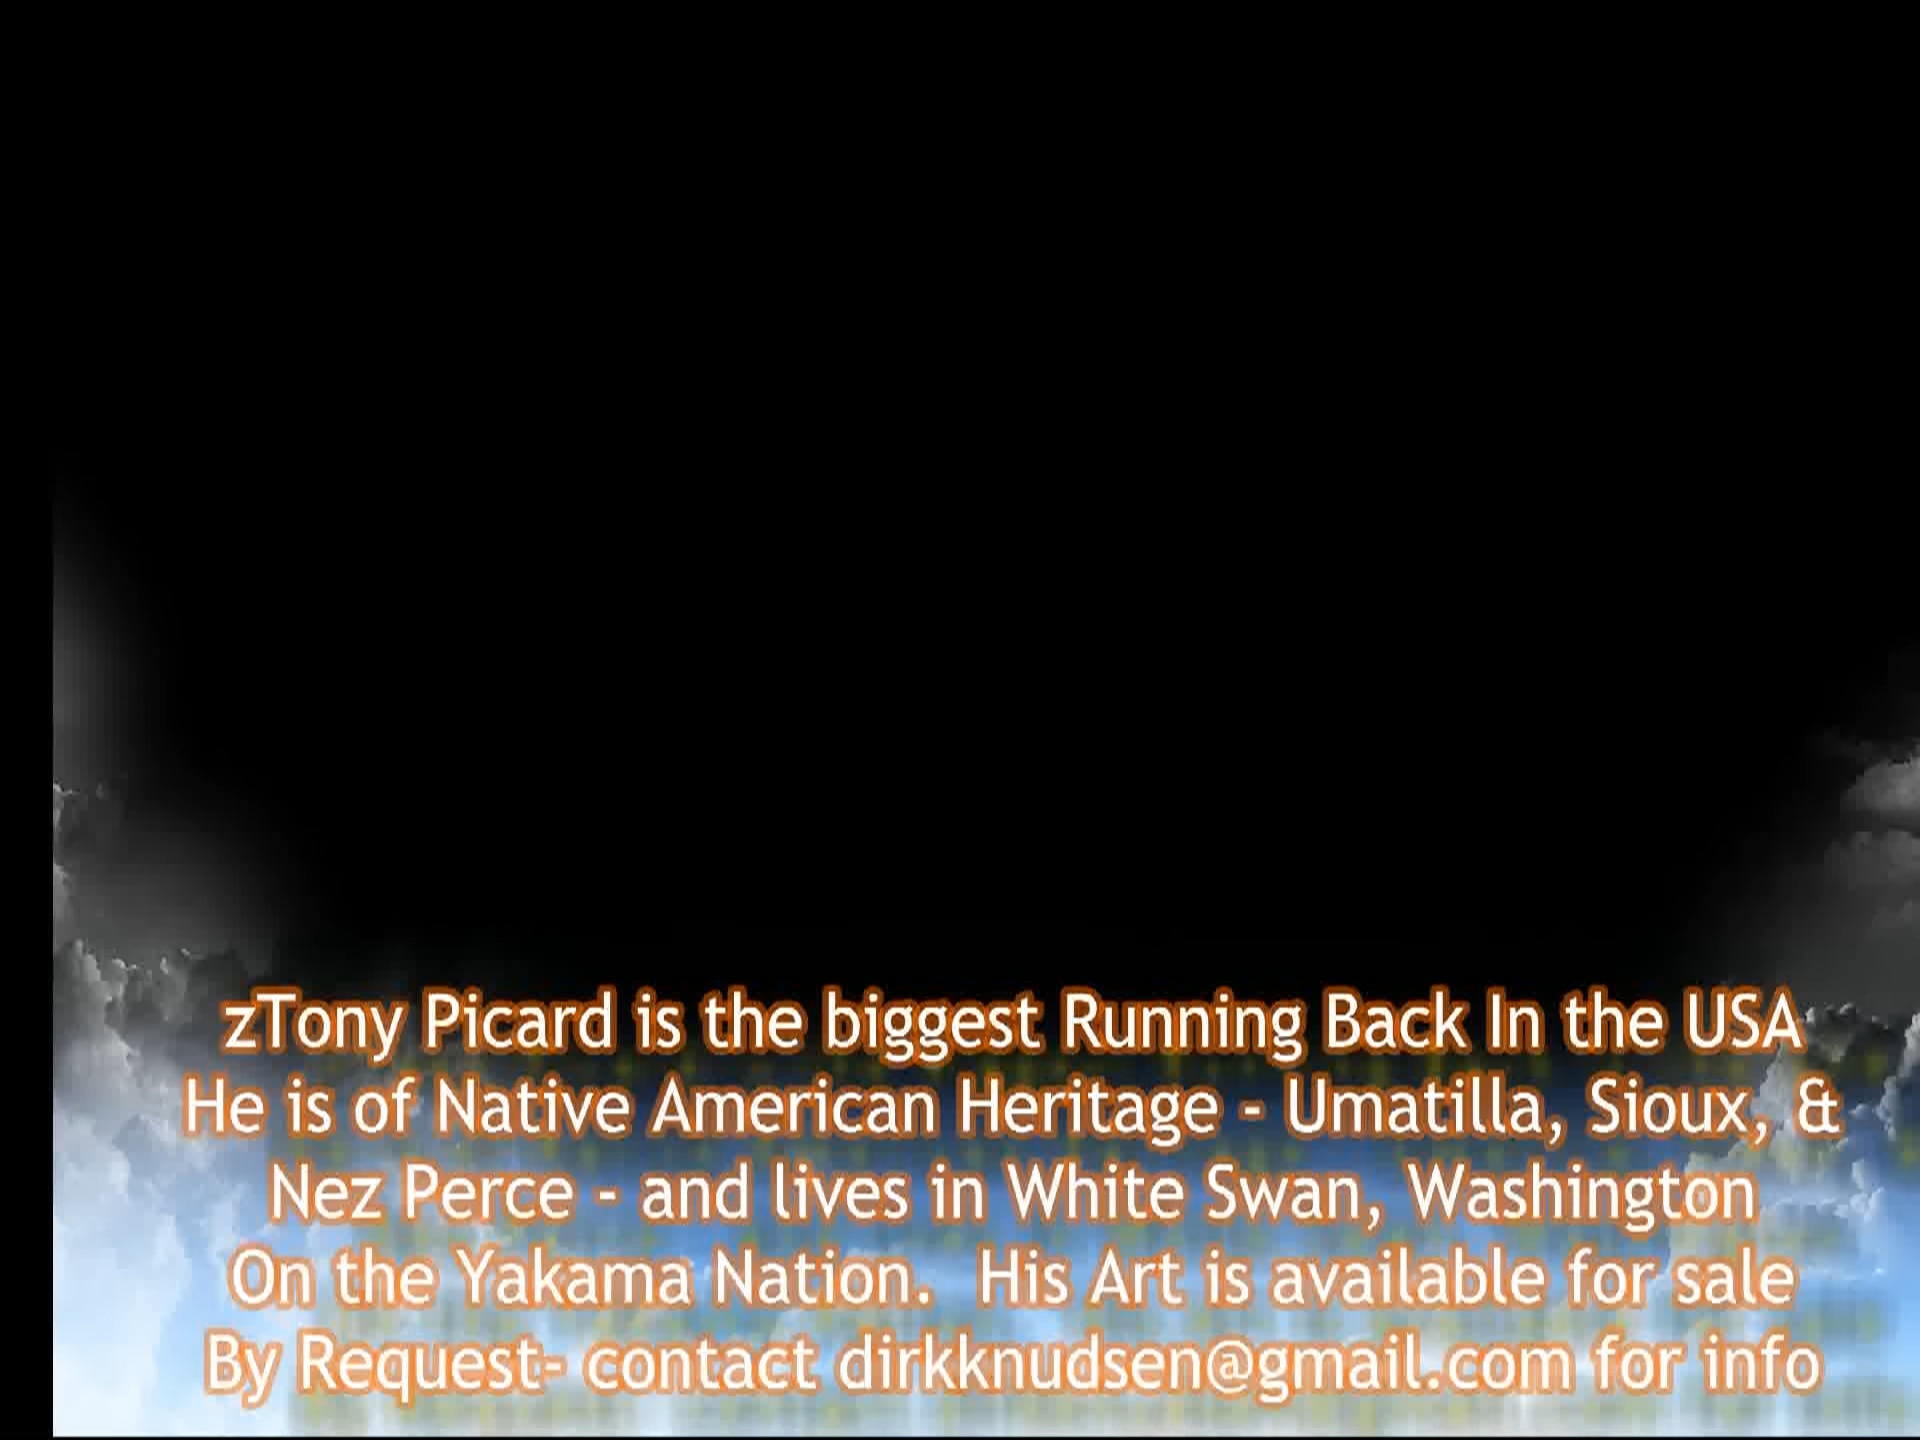 zTony Picard is the biggest Running Back In the USA
He is of Native American Heritage - Umatilla, Sioux, &
Nez Perce - and lives in White Swan, Washington
On the Yakama Nation.  His Art is available for sale
By Request- contact dirkknudsen@gmail.com for info